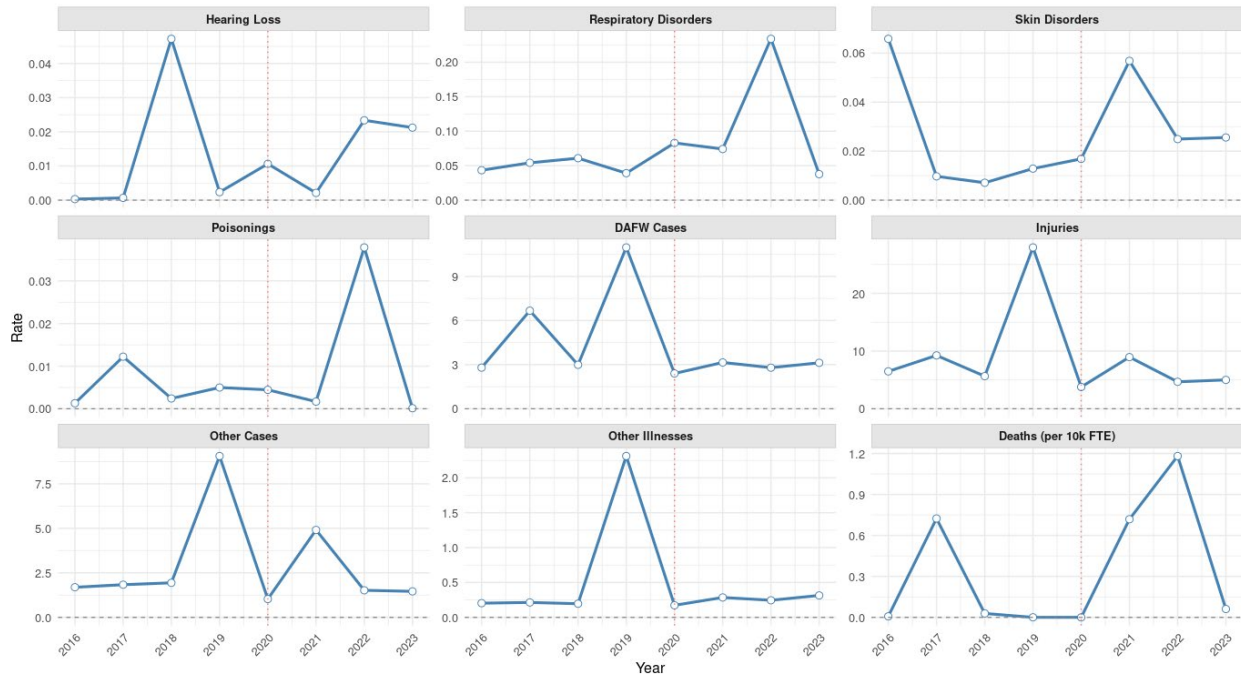 Hearing Loss
Respiratory Disorders
Skin Disorders
0.04
0.03
0.02
0.01
0.00
0.20
0.15
0.10
0.05
0.00
0.06
0.04
0.02
0.00
Poisonings
DAFW Cases
Injuries
0.03
0.02
0.01
0.00
9
6
3
0
20
10
0
Rate
Other Cases
Other Illnesses
Deaths (per 10k FTE)
7.5
5.0
2.5
0.0
2.0
1.5
1.0
0.5
0.0
1.2
0.9
0.6
0.3
0.0
2016 2017 2018 2019 2020 2021 2022 2023
2016 2017 2018 2019 2020 2021 2022 2023
2016 2017 2018 2019 2020 2021 2022 2023
Year